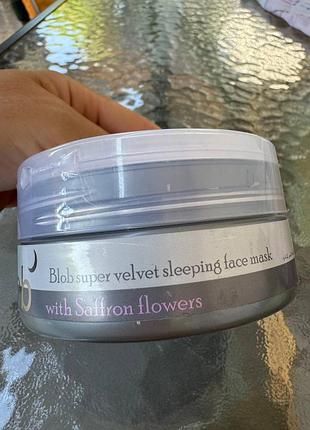 b
Blob super velvet sleeping face mask
with Saffron flowers